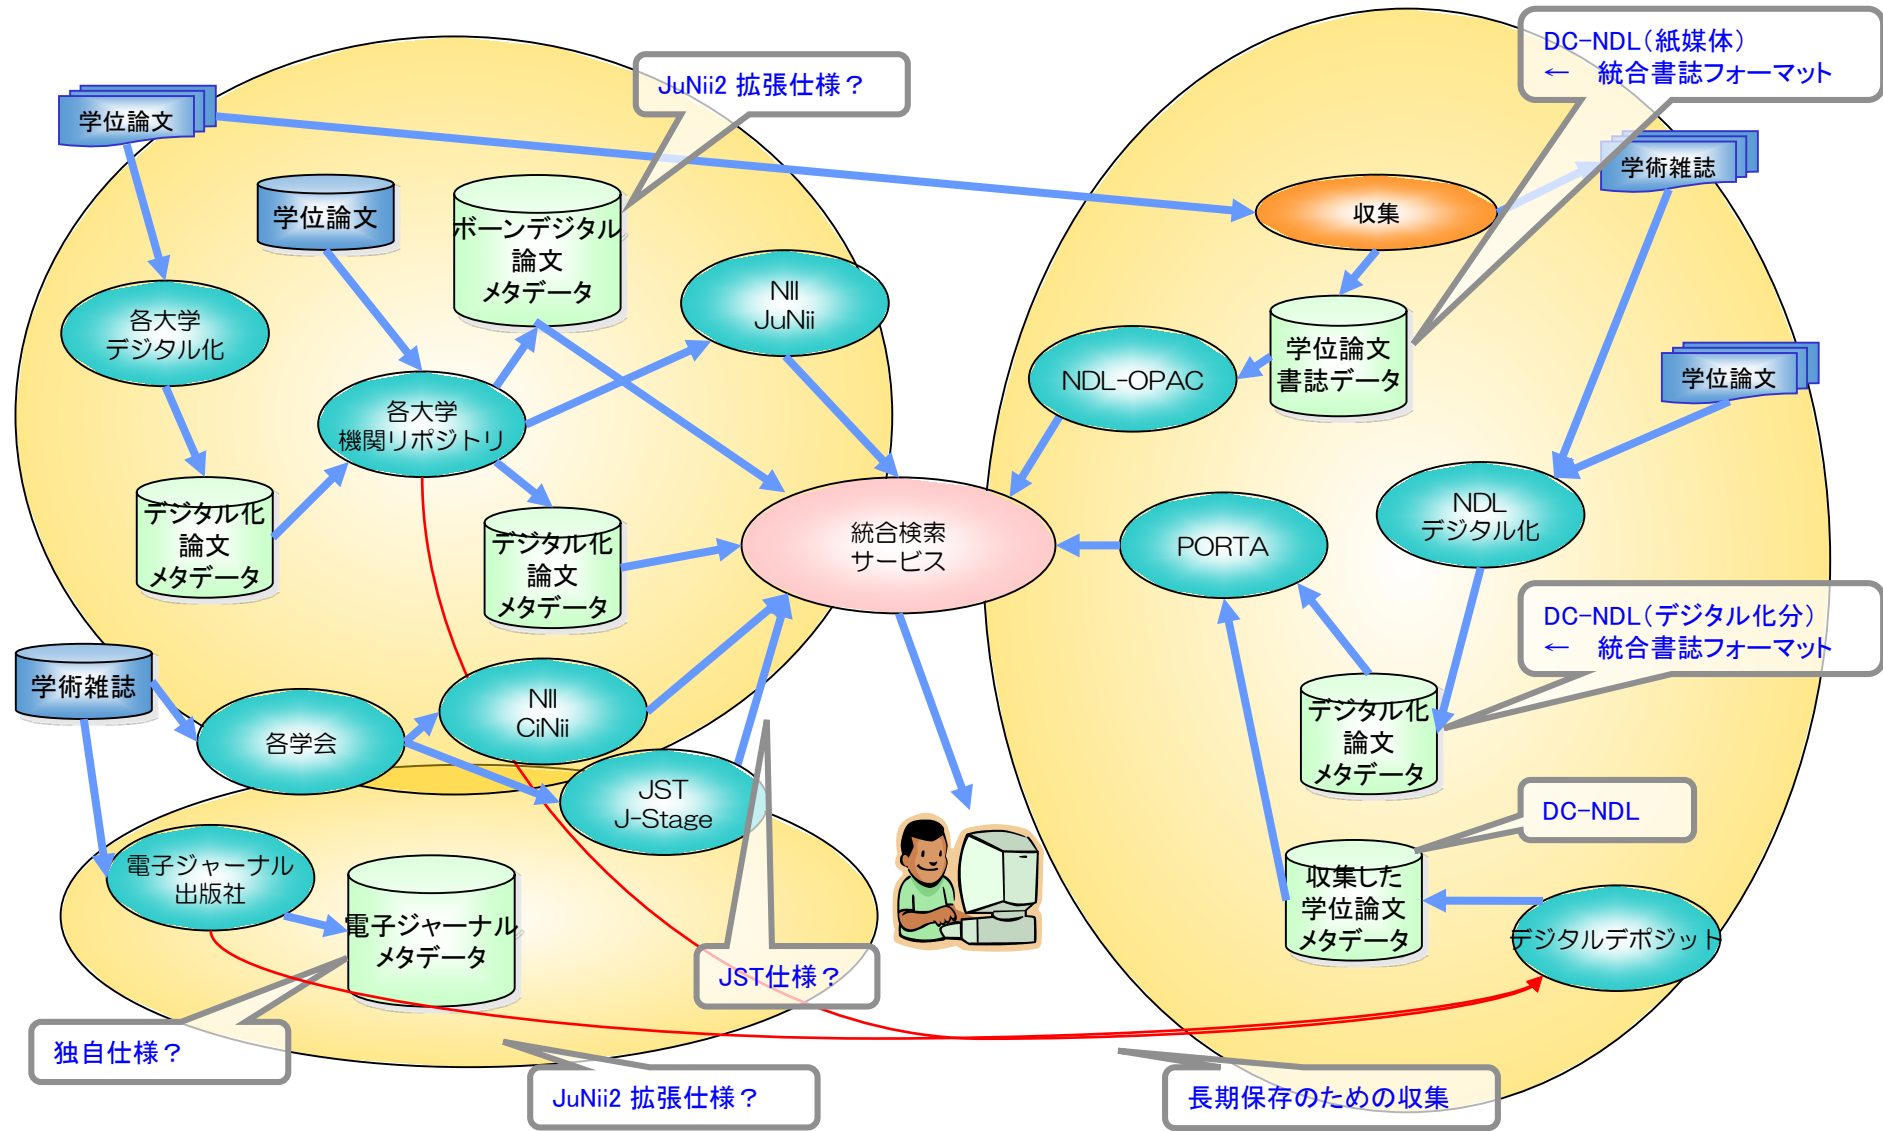 DC-NDL(紙媒体)
← 統合書誌フォーマット
JuNii2 拡張仕様?
学位論文
学術雑誌
学位論文
収集
ボーンデジタル
論文
メタデータ
NII
JuNii
各大学
デジタル化
学位論文
書誌データ
NDL-OPAC
学位論文
各大学
機関リポジトリ
NDL
デジタル化
デジタル化
論文
メタデータ
デジタル化
論文
メタデータ
統合検索
サービス
PORTA
DC-NDL(デジタル化分)
← 統合書誌フォーマット
学術雑誌
NII
CiNii
各学会
デジタル化
論文
メタデータ
JST
J-Stage
DC-NDL
電子ジャーナル
出版社
電子ジャーナル
メタデータ
収集した
学位論文
メタデータ
デジタルデポジット
JST仕様?
独自仕様?
JuNii2 拡張仕様?
長期保存のための収集